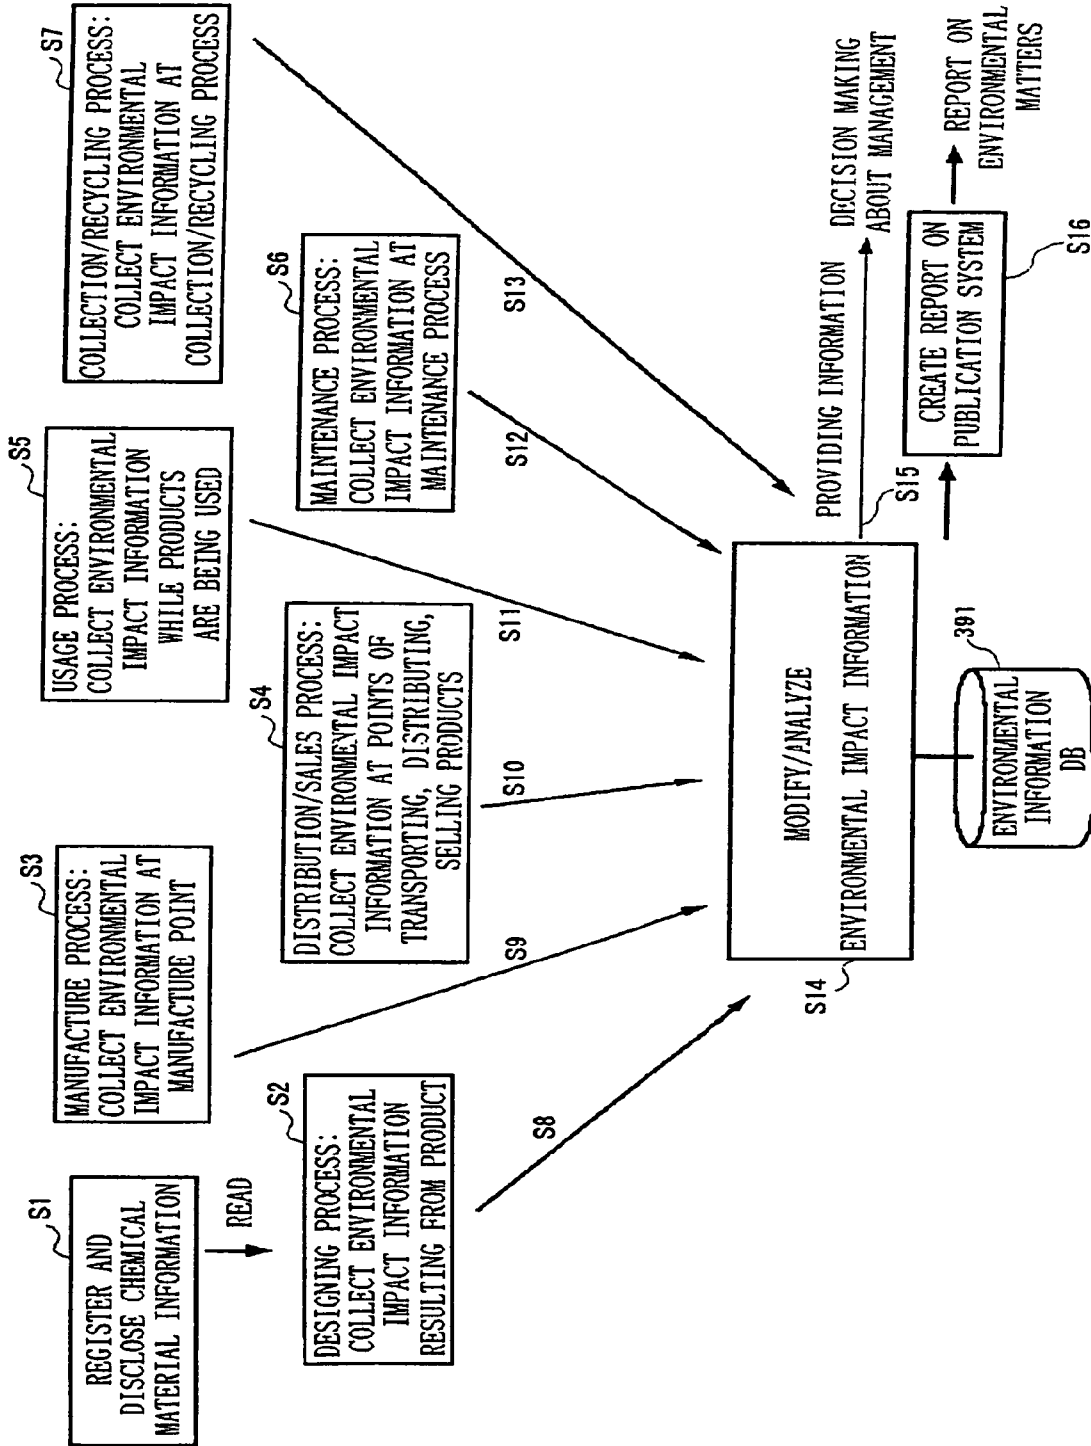 S1
REGISTER AND
DISCLOSE CHEMICAL
MATERIAL INFORMATION
READ
S2
DESIGNING PROCESS:
COLLECT ENVIRONMENTAL
IMPACT INFORMATION
RESULTING FROM PRODUCT
S3
MANUFACTURE PROCESS:
COLLECT ENVIRONMENTAL
IMPACT INFORMATION AT
MANUFACTURE POINT
S4
DISTRIBUTION/SALES PROCESS:
COLLECT ENVIRONMENTAL IMPACT
INFORMATION AT POINTS OF
TRANSPORTING, DISTRIBUTING,
SELLING PRODUCTS
S5
USAGE PROCESS:
COLLECT ENVIRONMENTAL
IMPACT INFORMATION
WHILE PRODUCTS
ARE BEING USED
S6
MAINTENANCE PROCESS:
COLLECT ENVIRONMENTAL
IMPACT INFORMATION AT
MAINTENANCE PROCESS
S7
COLLECTION/RECYCLING PROCESS:
COLLECT ENVIRONMENTAL
IMPACT INFORMATION AT
COLLECTION/RECYCLING PROCESS
S8
S9
S10
S11
S12
S13
S14
MODIFY/ANALYZE
ENVIRONMENTAL IMPACT INFORMATION
391
ENVIRONMENTAL
INFORMATION
DB
PROVIDING INFORMATION
S15
DECISION MAKING
ABOUT MANAGEMENT
CREATE REPORT ON
PUBLICATION SYSTEM
S16
REPORT ON
ENVIRONMENTAL
MATTERS